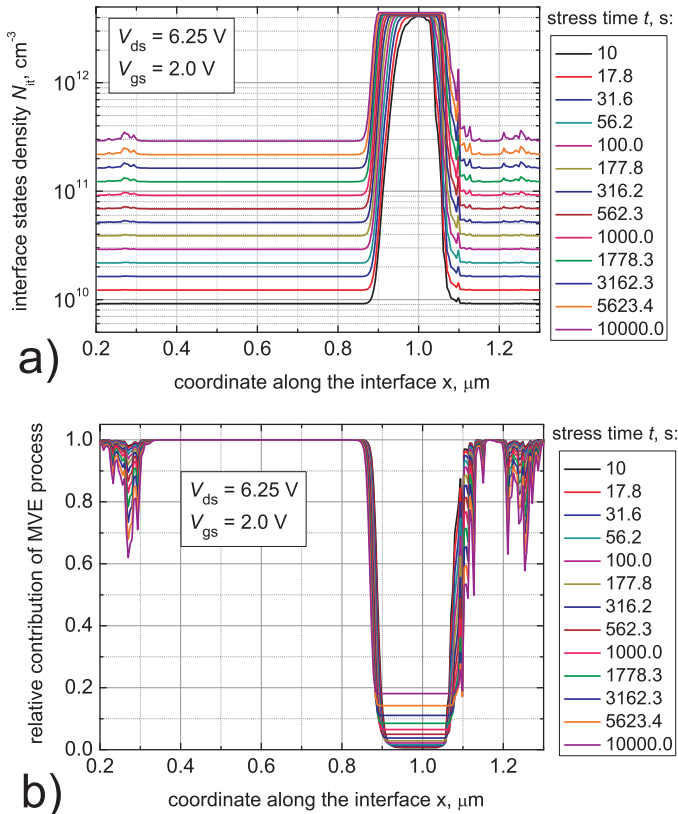 interface states density Nit, cm-3
10^12
10^11
10^10
Vds = 6.25 V
Vgs = 2.0 V
0.2 0.4 0.6 0.8 1.0 1.2
coordinate along the interface x, μm
a)
stress time t, s:
10
17.8
31.6
56.2
100.0
177.8
316.2
562.3
1000.0
1778.3
3162.3
5623.4
10000.0
relative contribution of MVE process
1.0
0.8
0.6
0.4
0.2
0.0
Vds = 6.25 V
Vgs = 2.0 V
0.2 0.4 0.6 0.8 1.0 1.2
coordinate along the interface x, μm
b)
stress time t, s:
10
17.8
31.6
56.2
100.0
177.8
316.2
562.3
1000.0
1778.3
3162.3
5623.4
10000.0